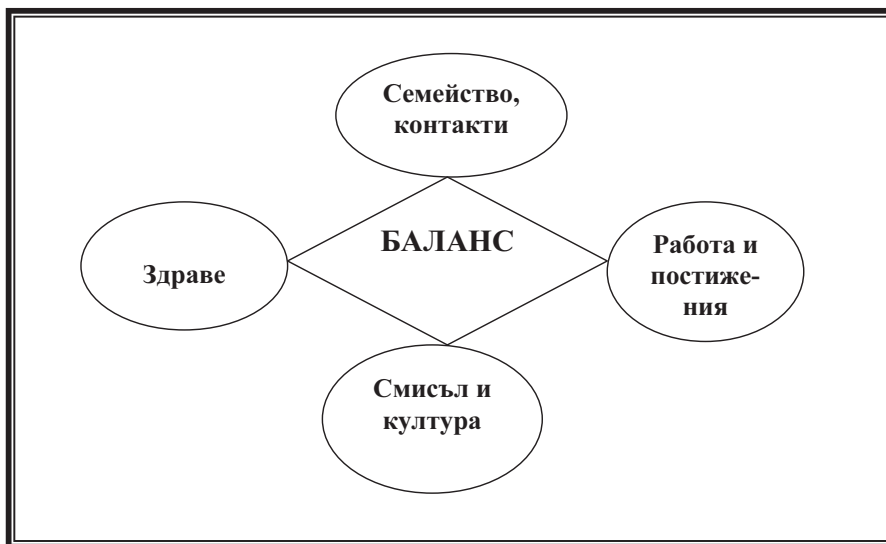 Семейство,
контакти
БАЛАНС
Здраве
Работа и
постиже-
ния
Смисъл и
култура